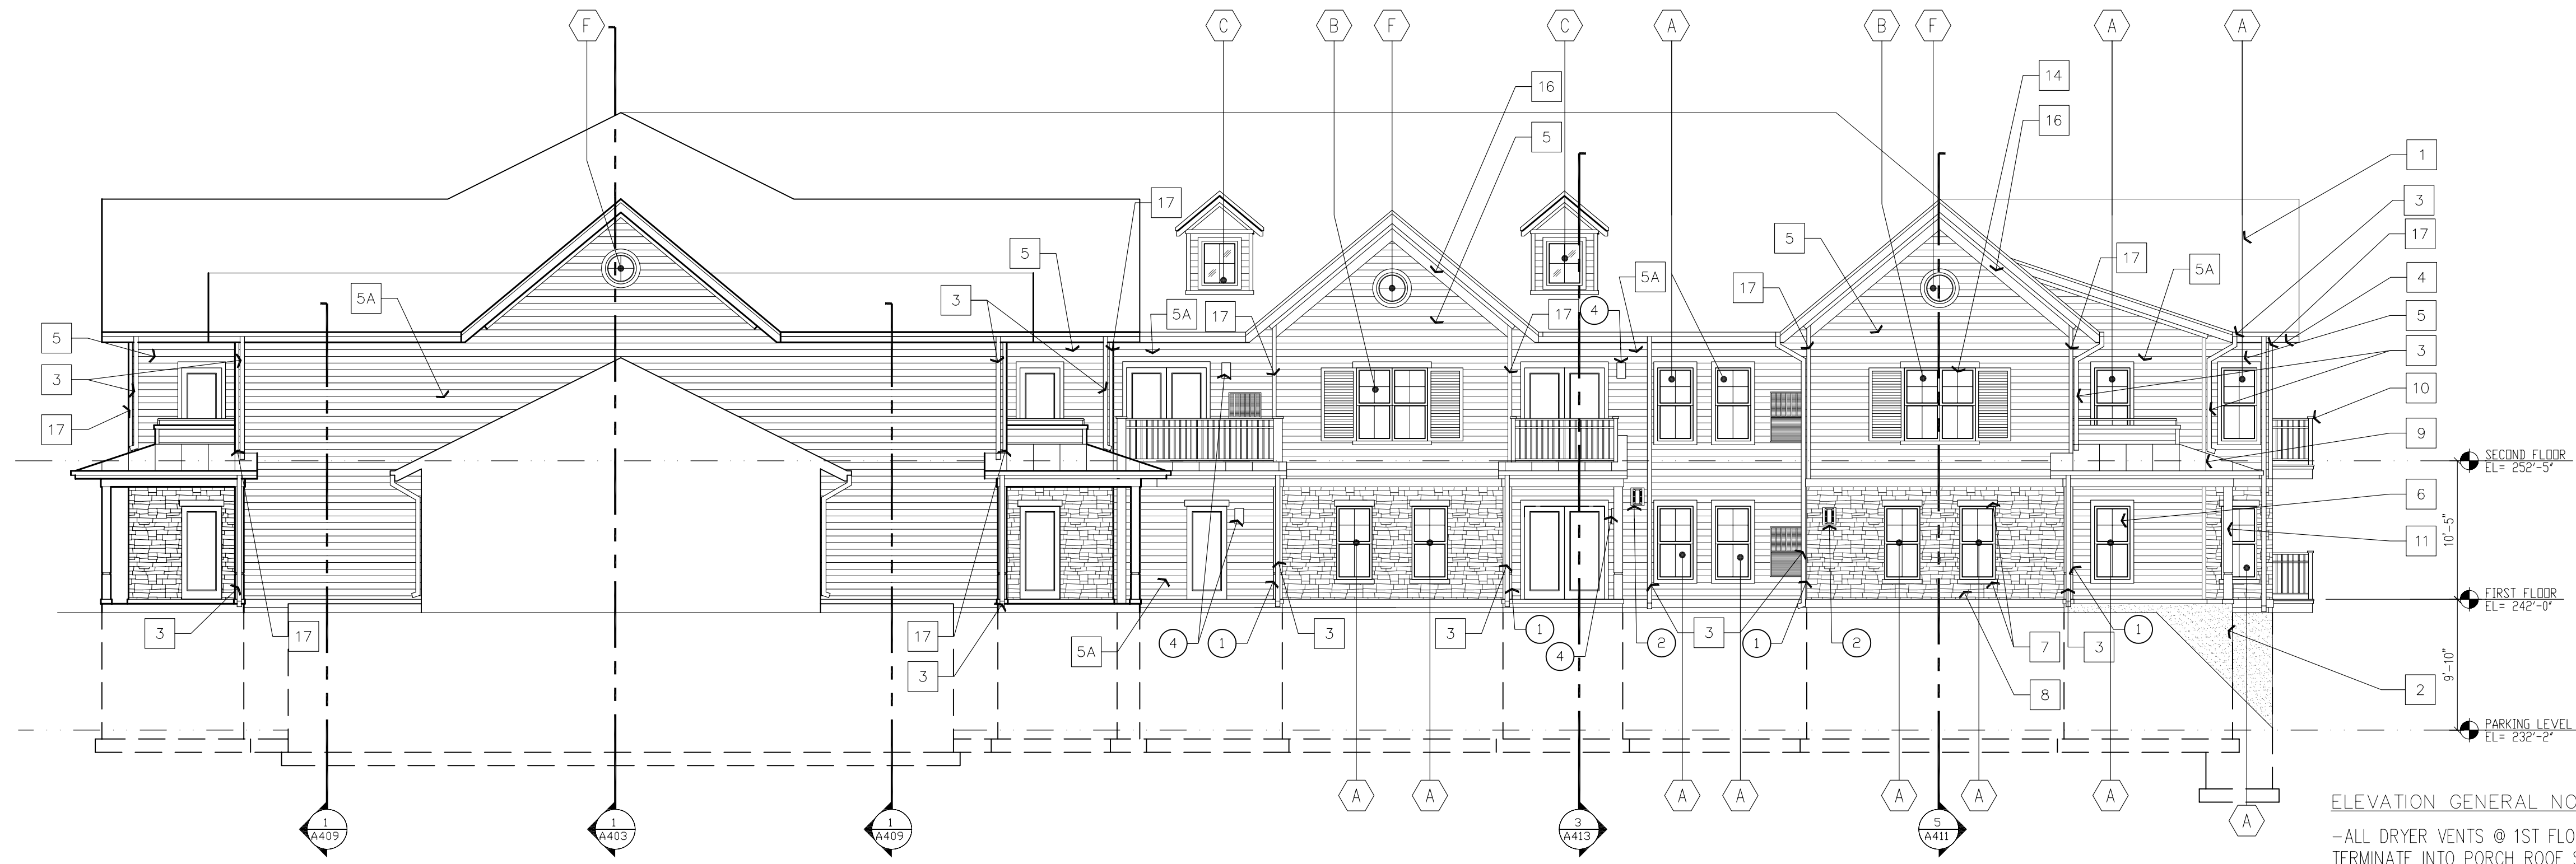 F
C
B
F
C
A
B
F
A
A
16
14
5
16
1
3
17
17
5
5
4
5A
5
3
5A
17
17
5A
5
5A
17
17
4
5
3
3
17
10
9
SECOND FLOOR
EL= 252'-5"
6
10'-5"
11
FIRST FLOOR
EL= 242'-0"
3
17
17
3
5A
4
1
3
3
1
4
2
3
1
2
7
3
1
8
2
9'-10"
PARKING LEVEL
EL= 232'-2"
A
A
A
A
A
A
A
A
1
A409
1
A403
1
A409
3
A413
5
A411
ELEVATION GENERAL NO
-ALL DRYER VENTS @ 1ST FLO
TERMINATE INTO PORCH ROOF S